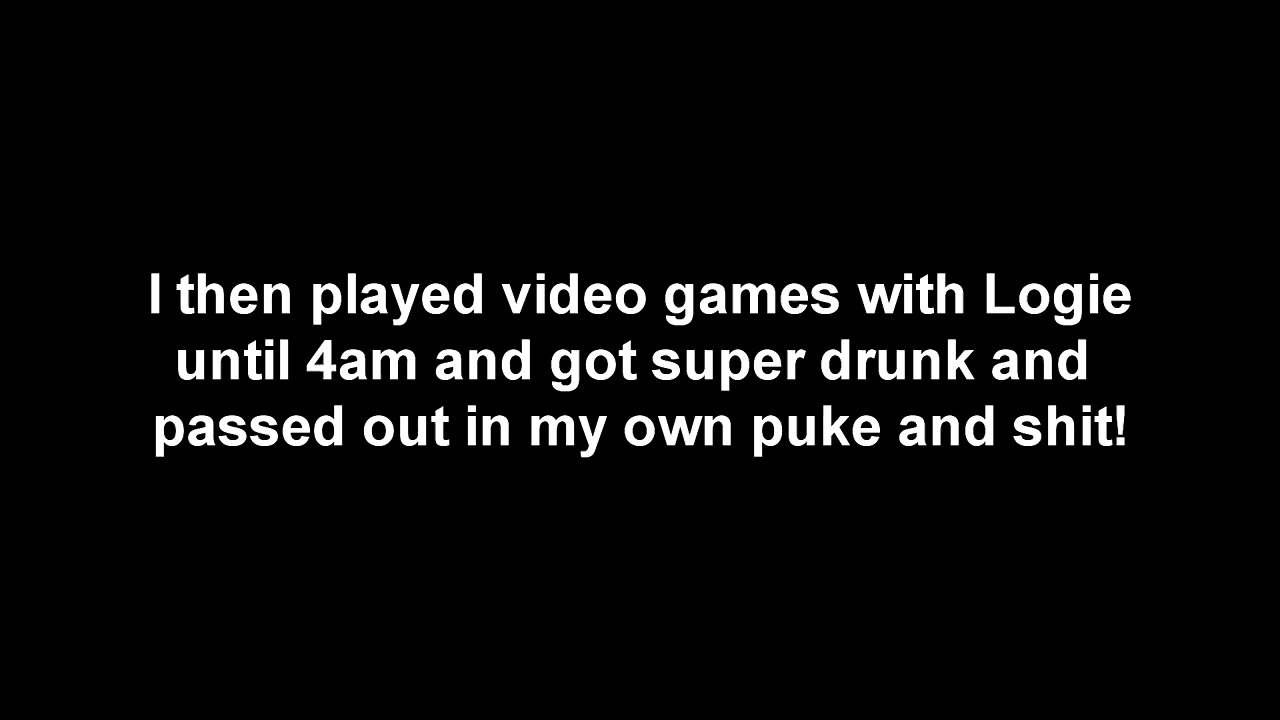 I then played video games with Logie
until 4am and got super drunk and
passed out in my own puke and shit!